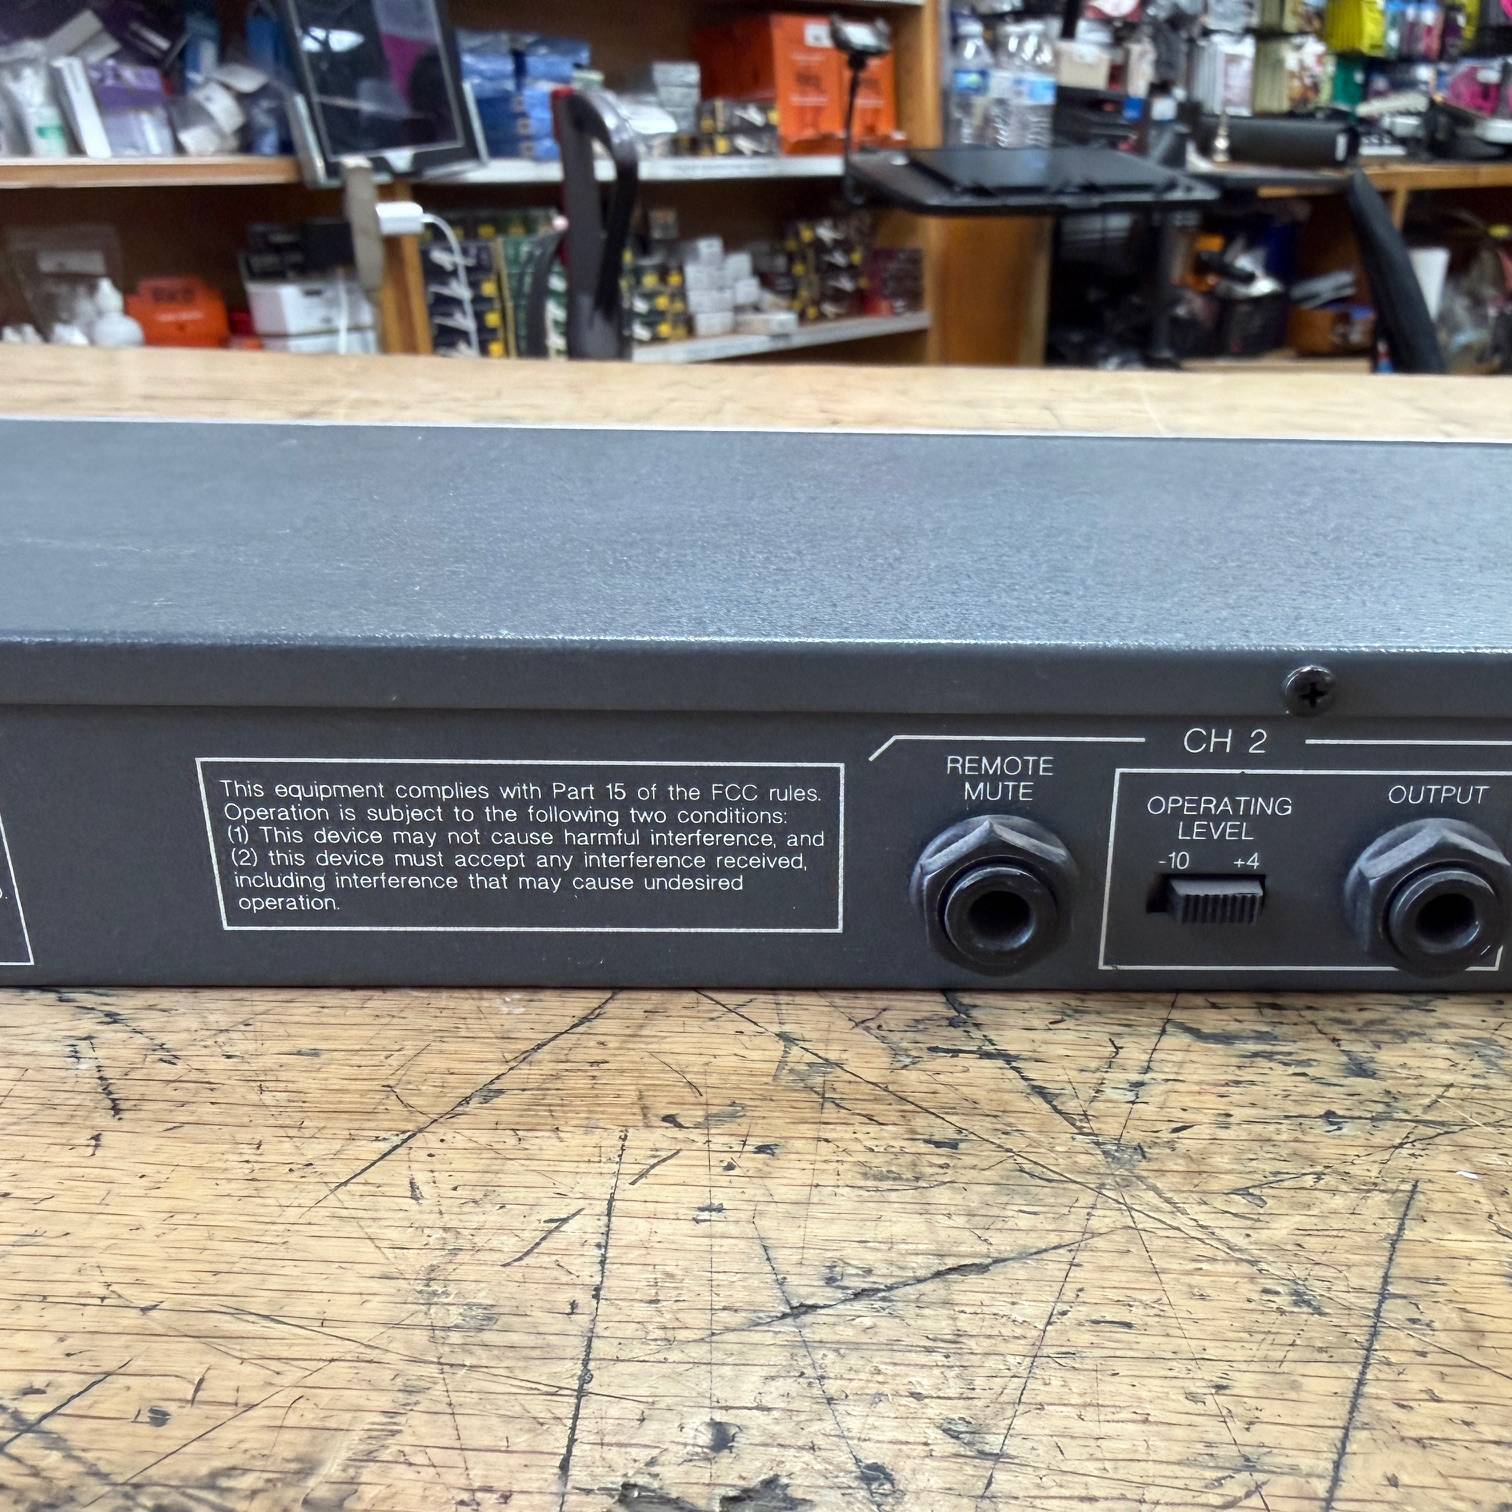 This equipment complies with Part 15 of the FCC rules.
Operation is subject to the following two conditions:
(1) This device may not cause harmful interference, and
(2) this device must accept any interference received,
including interference that may cause undesired
operation.
CH 2
REMOTE
MUTE
OPERATING
LEVEL
-10 +4
OUTPUT